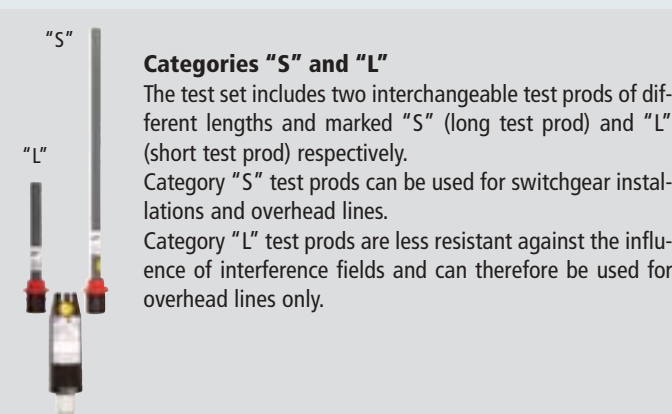 “S”
“L”
Categories “S” and “L”
The test set includes two interchangeable test prods of dif-
ferent lengths and marked “S” (long test prod) and “L”
(short test prod) respectively.
Category “S” test prods can be used for switchgear instal-
lations and overhead lines.
Category “L” test prods are less resistant against the influ-
ence of interference fields and can therefore be used for
overhead lines only.